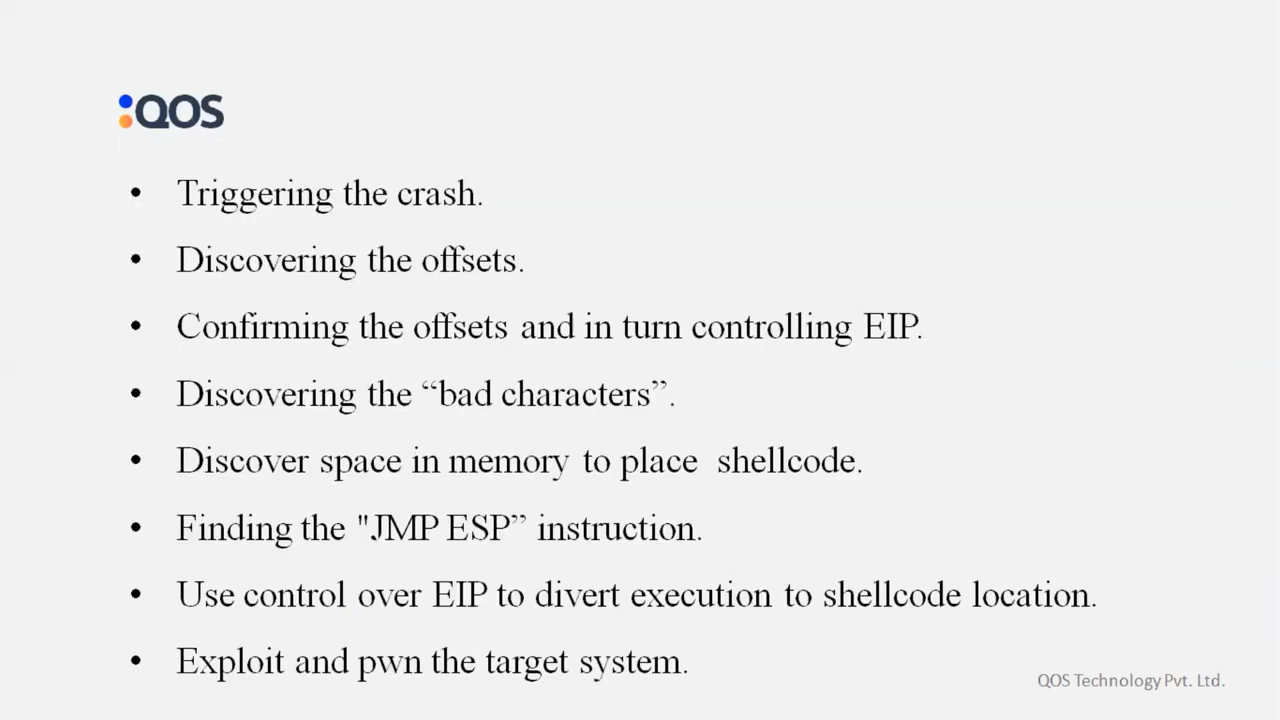 :QOS
• Triggering the crash.
• Discovering the offsets.
• Confirming the offsets and in turn controlling EIP.
• Discovering the “bad characters”.
• Discover space in memory to place  shellcode.
• Finding the "JMP ESP” instruction.
• Use control over EIP to divert execution to shellcode location.
• Exploit and pwn the target system.
QOS Technology Pvt. Ltd.